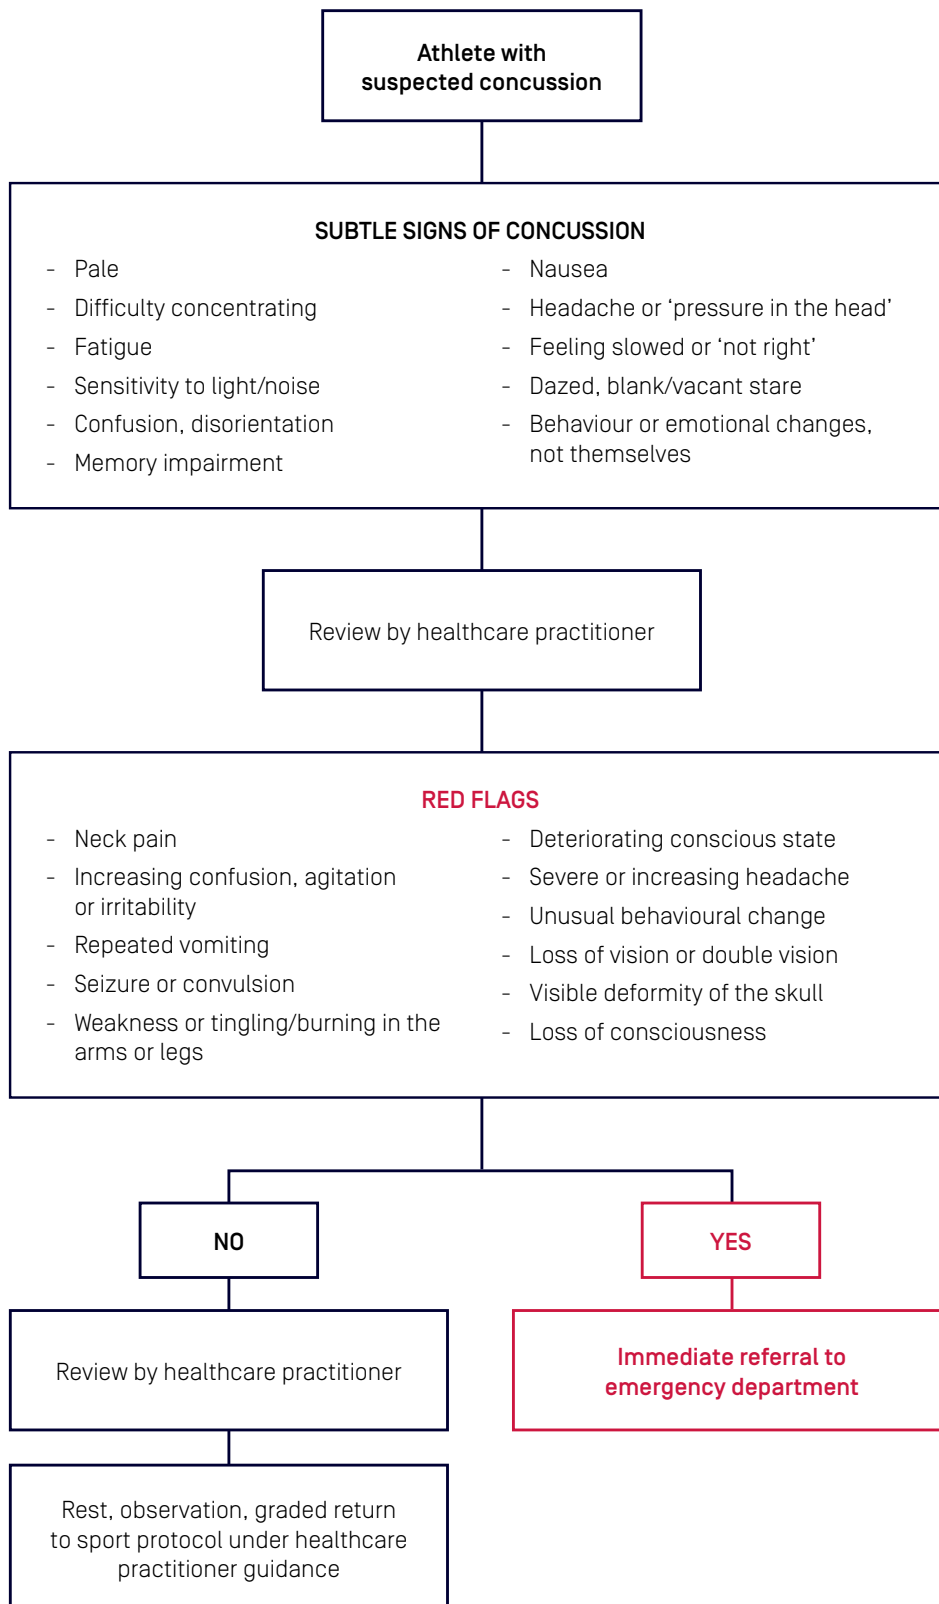 Athlete with
suspected concussion
SUBTLE SIGNS OF CONCUSSION
- Pale
- Difficulty concentrating
- Fatigue
- Sensitivity to light/noise
- Confusion, disorientation
- Memory impairment
- Nausea
- Headache or ‘pressure in the head’
- Feeling slowed or ‘not right’
- Dazed, blank/vacant stare
- Behaviour or emotional changes,
not themselves
Review by healthcare practitioner
RED FLAGS
- Neck pain
- Increasing confusion, agitation
or irritability
- Repeated vomiting
- Seizure or convulsion
- Weakness or tingling/burning in the
arms or legs
- Deteriorating conscious state
- Severe or increasing headache
- Unusual behavioural change
- Loss of vision or double vision
- Visible deformity of the skull
- Loss of consciousness
NO
Review by healthcare practitioner
Rest, observation, graded return
to sport protocol under healthcare
practitioner guidance
YES
Immediate referral to
emergency department